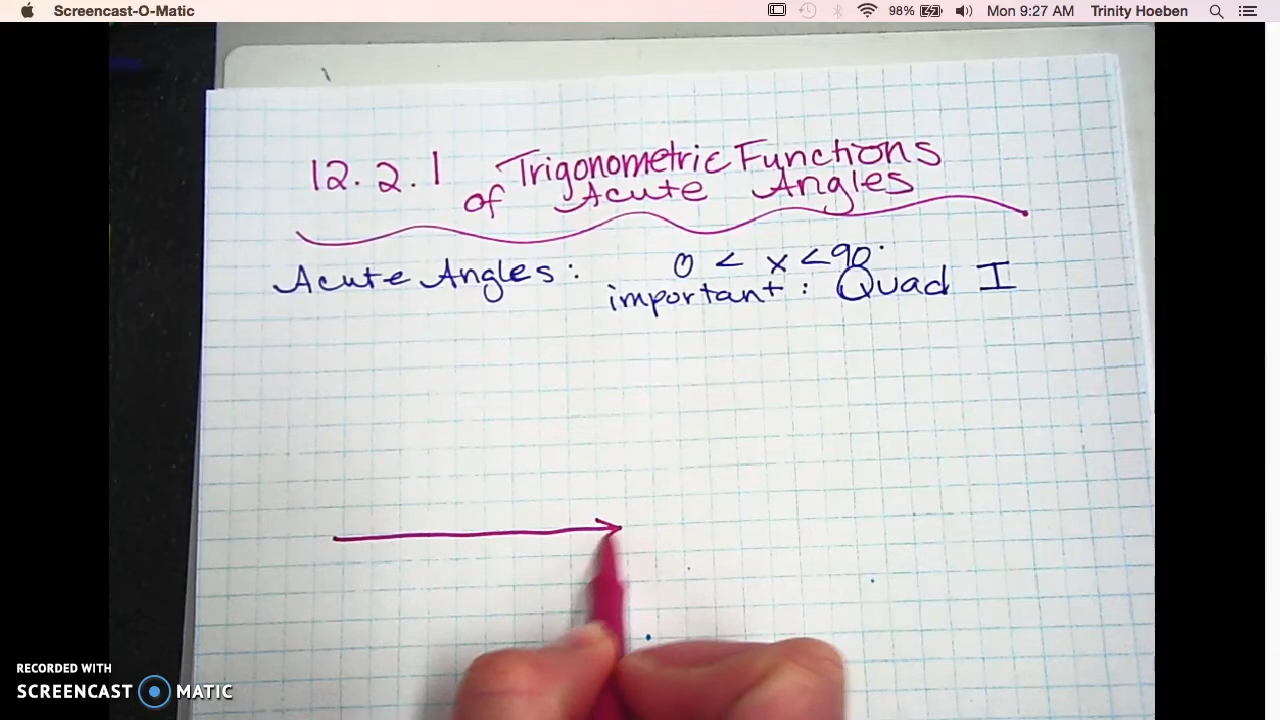 Screencast-O-Matic 98% Mon 9:27 AM Trinity Hoeben
12.2.1 Trigonometric Functions
of Acute Angles
Acute Angles: 0 < x < 90°
important: Quad I
RECORDED WITH
SCREENCAST MATIC